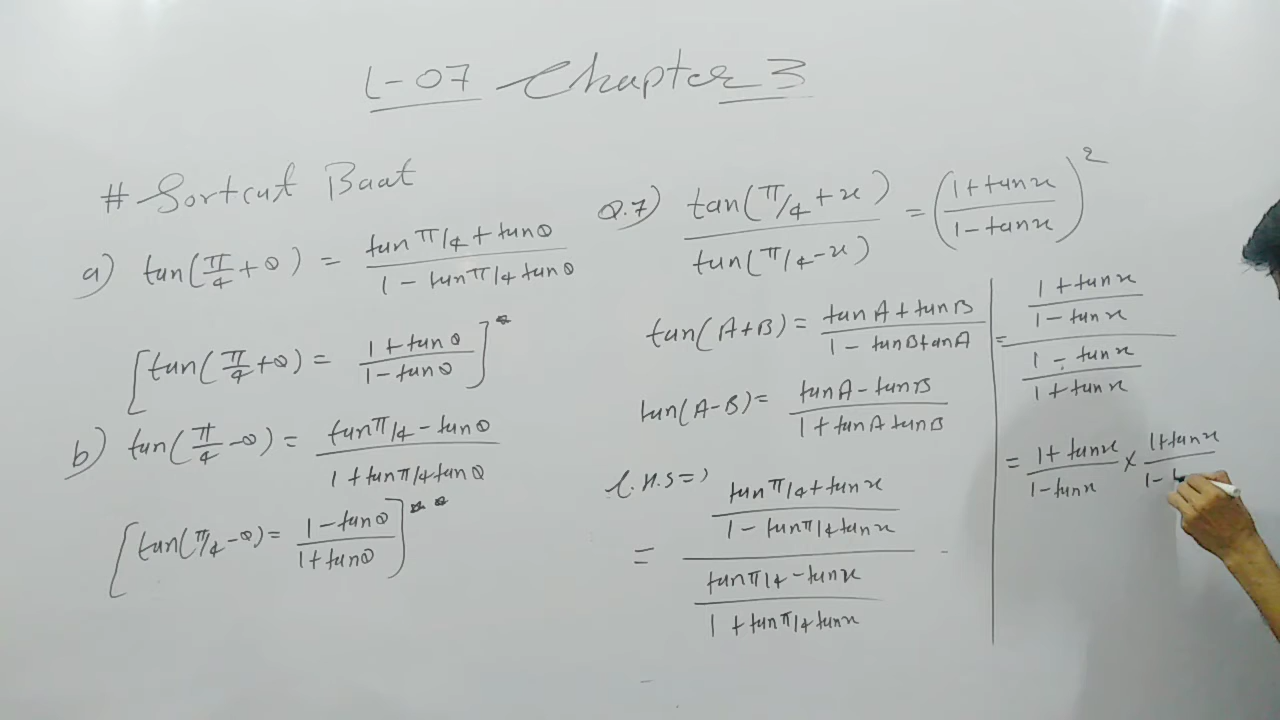 L-07 Chapter 3
# Sortcut Baat
a) tan(π/4 + θ) = (tan π/4 + tan θ) / (1 - tan π/4 tan θ)
[tan(π/4 + θ) = (1 + tan θ) / (1 - tan θ)]*
b) tan(π/4 - θ) = (tan π/4 - tan θ) / (1 + tan π/4 tan θ)
[tan(π/4 - θ) = (1 - tan θ) / (1 + tan θ)]**
Q.7) tan(π/4 + x) / tan(π/4 - x) = ((1 + tan x) / (1 - tan x))²
tan(A+B) = (tan A + tan B) / (1 - tan B tan A)
tan(A-B) = (tan A - tan B) / (1 + tan A tan B)
L.H.S =>
= ((tan π/4 + tan x) / (1 - tan π/4 tan x)) / ((tan π/4 - tan x) / (1 + tan π/4 tan x))
= ((1 + tan x) / (1 - tan x)) / ((1 - tan x) / (1 + tan x))
= (1 + tan x) / (1 - tan x) × (1 + tan x) / (1 - t